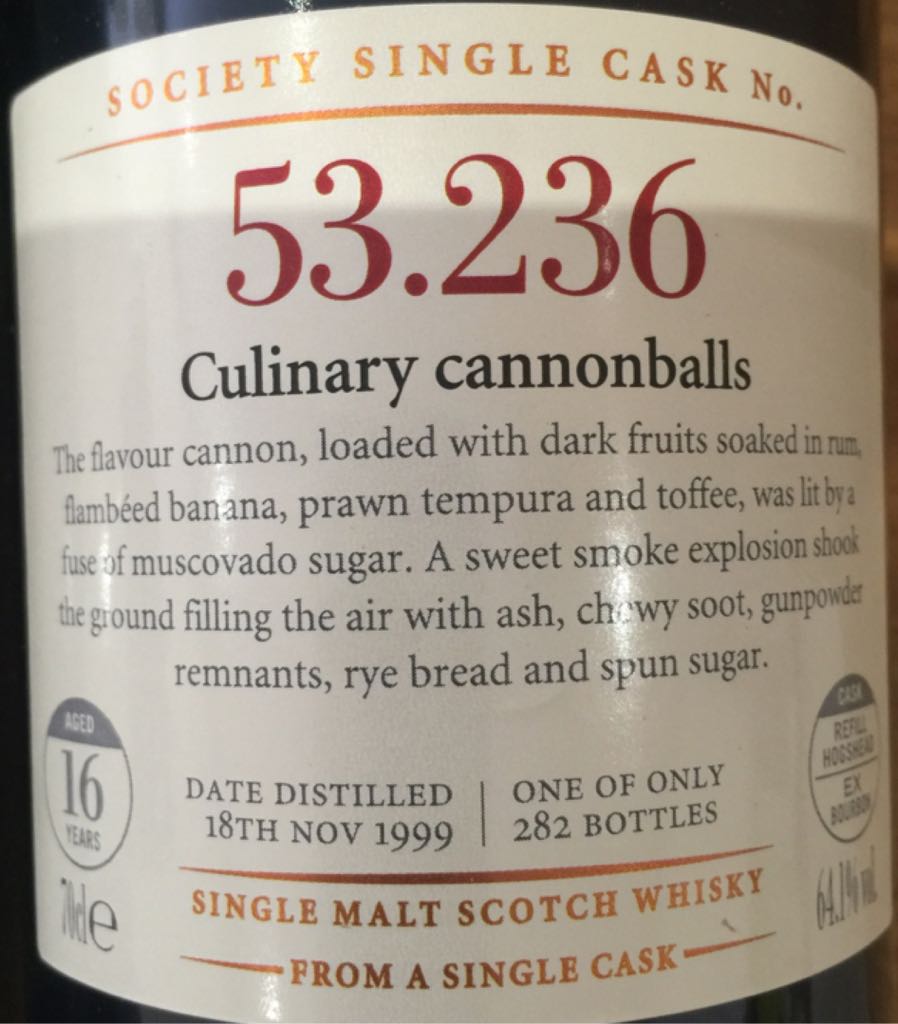 SOCIETY SINGLE CASK No.
53.236
Culinary cannonballs
The flavour cannon, loaded with dark fruits soaked in rum,
flambéed banana, prawn tempura and toffee, was lit by a
fuse of muscovado sugar. A sweet smoke explosion shook
the ground filling the air with ash, chewy soot, gunpowder
remnants, rye bread and spun sugar.
AGED
16
YEARS
DATE DISTILLED
18TH NOV 1999
ONE OF ONLY
282 BOTTLES
CASK
REFILL
HOGSHEAD
EX
BOURBON
70cle
64.1% vol
SINGLE MALT SCOTCH WHISKY
FROM A SINGLE CASK